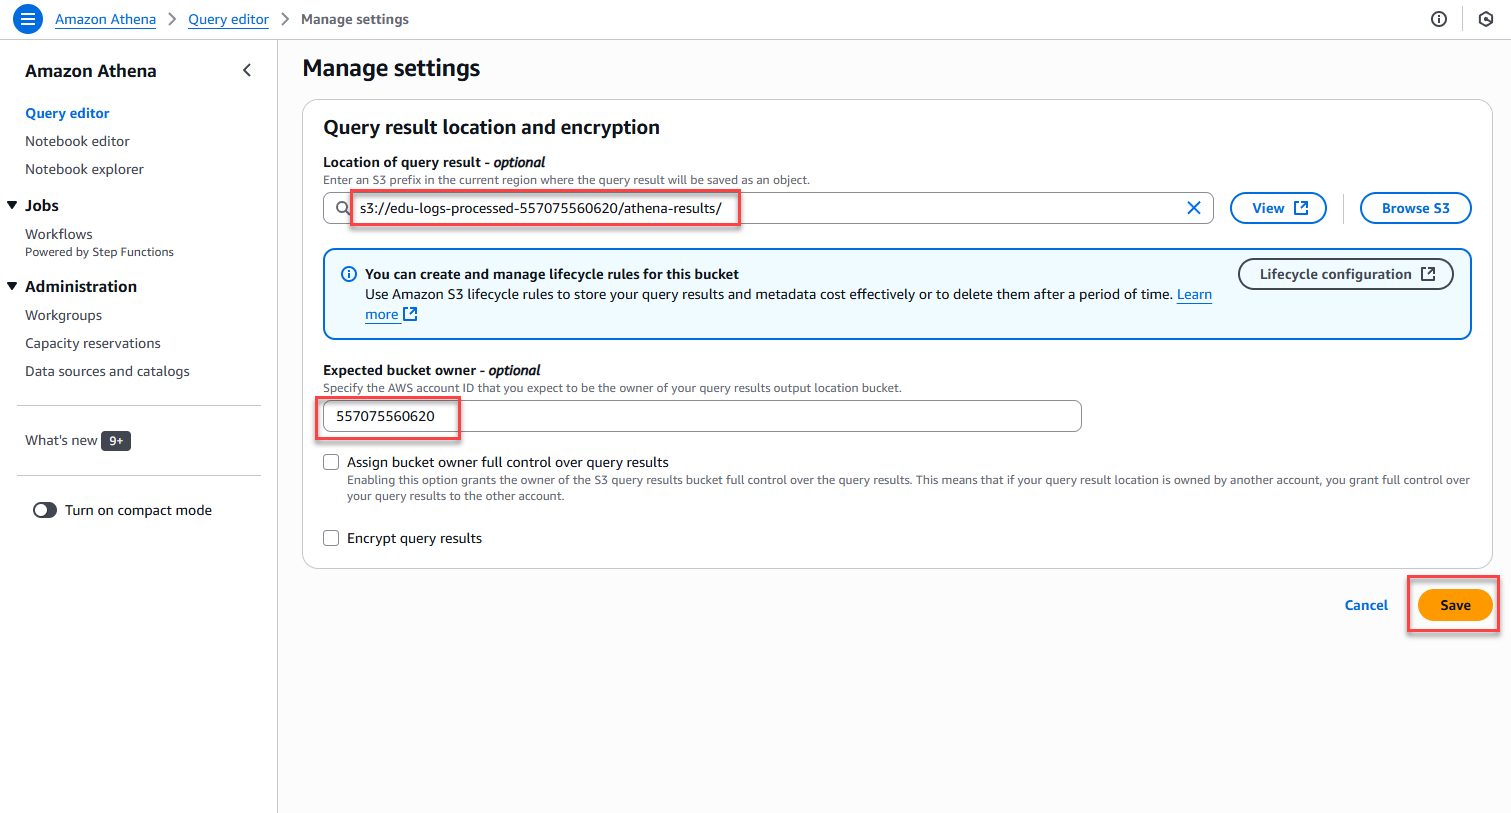 Amazon Athena > Query editor > Manage settings
Amazon Athena
Query editor
Notebook editor
Notebook explorer
Jobs
Workflows
Powered by Step Functions
Administration
Workgroups
Capacity reservations
Data sources and catalogs
What's new 9+
Turn on compact mode
Manage settings
Query result location and encryption
Location of query result - optional
Enter an S3 prefix in the current region where the query result will be saved as an object.
s3://edu-logs-processed-557075560620/athena-results/
View
Browse S3
You can create and manage lifecycle rules for this bucket
Use Amazon S3 lifecycle rules to store your query results and metadata cost effectively or to delete them after a period of time. Learn
more
Lifecycle configuration
Expected bucket owner - optional
Specify the AWS account ID that you expect to be the owner of your query results output location bucket.
557075560620
Assign bucket owner full control over query results
Enabling this option grants the owner of the S3 query results bucket full control over the query results. This means that if your query result location is owned by another account, you grant full control over
your query results to the other account.
Encrypt query results
Cancel
Save